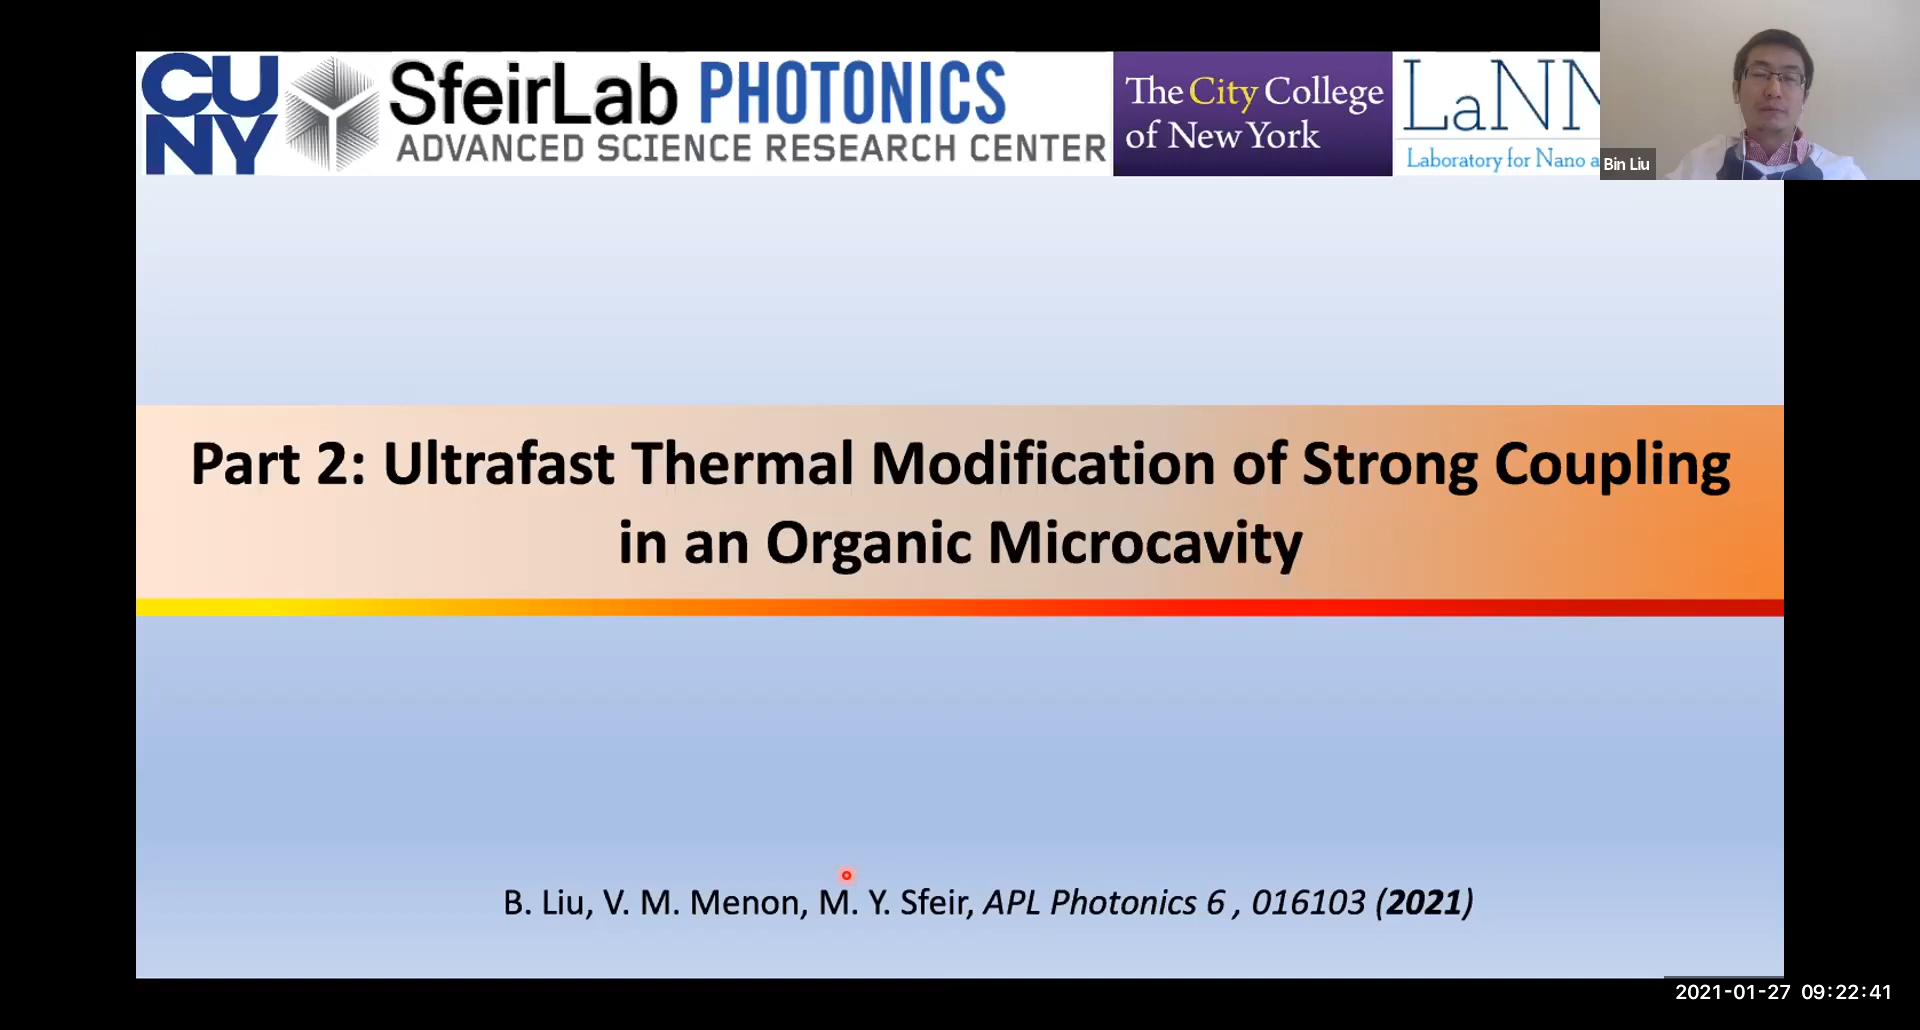 CU
NY
SfeirLab PHOTONICS
ADVANCED SCIENCE RESEARCH CENTER
The City College
of New York
LaNN
Laboratory for Nano a
Bin Liu
Part 2: Ultrafast Thermal Modification of Strong Coupling
in an Organic Microcavity
B. Liu, V. M. Menon, M. Y. Sfeir, APL Photonics 6 , 016103 (2021)
2021-01-27 09:22:41